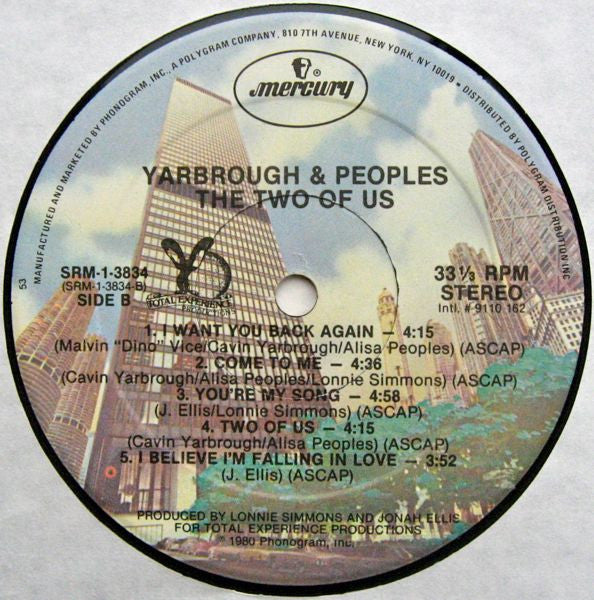 MANUFACTURED AND MARKETED BY PHONOGRAM, INC., A POLYGRAM COMPANY, 810 7TH AVENUE, NEW YORK, NY 10019 • DISTRIBUTED BY POLYGRAM DISTRIBUTION INC
®
mercury
YARBROUGH & PEOPLES
THE TWO OF US
SRM-1-3834
(SRM-1-3834-B)
SIDE B
TOTAL EXPERIENCE
PRODUCTIONS
33⅓ RPM
STEREO
Intl. # 9110 162
1. I WANT YOU BACK AGAIN — 4:15
(Malvin "Dino" Vice/Cavin Yarbrough/Alisa Peoples) (ASCAP)
2. COME TO ME — 4:36
(Cavin Yarbrough/Alisa Peoples/Lonnie Simmons) (ASCAP)
3. YOU'RE MY SONG — 4:58
(J. Ellis/Lonnie Simmons) (ASCAP)
4. TWO OF US — 4:15
(Cavin Yarbrough/Alisa Peoples) (ASCAP)
5. I BELIEVE I'M FALLING IN LOVE — 3:52
(J. Ellis) (ASCAP)
PRODUCED BY LONNIE SIMMONS AND JONAH ELLIS
FOR TOTAL EXPERIENCE PRODUCTIONS
℗ 1980 Phonogram, Inc.
53